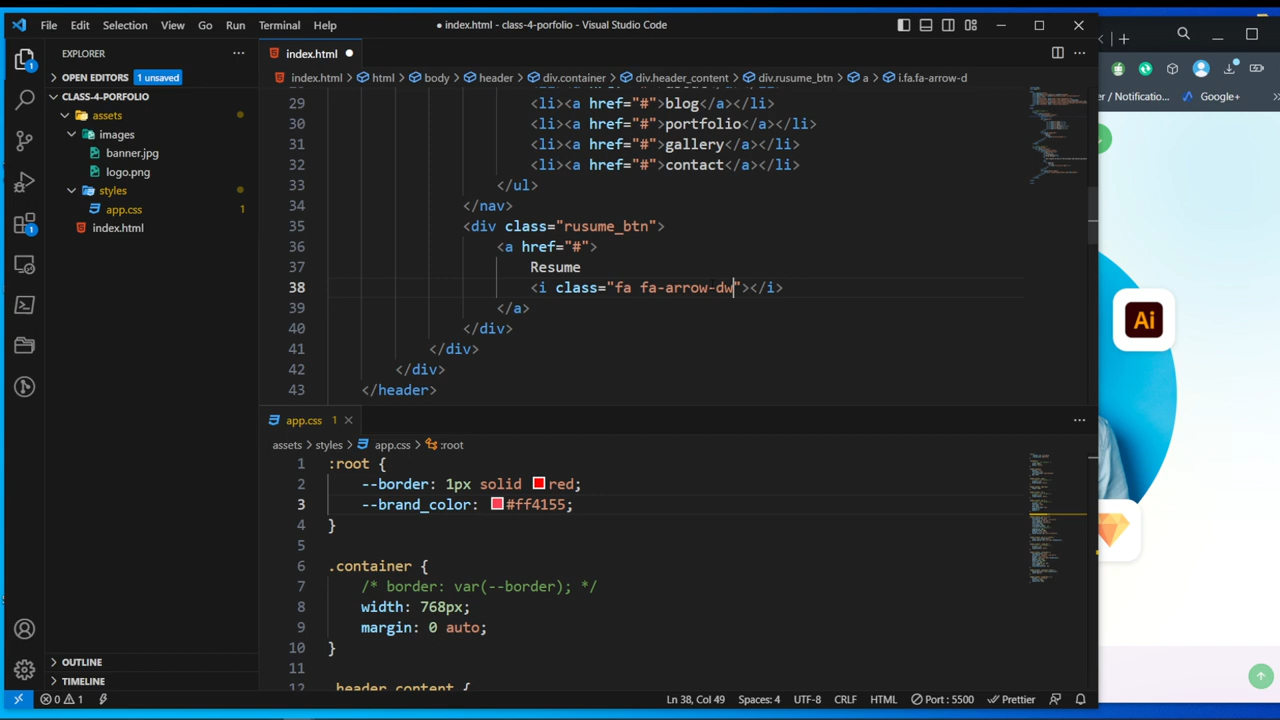 File Edit Selection View Go Run Terminal Help
● index.html - class-4-porfolio - Visual Studio Code
EXPLORER
OPEN EDITORS 1 unsaved
CLASS-4-PORFOLIO
assets
images
banner.jpg
logo.png
styles
app.css 1
index.html
OUTLINE
TIMELINE
index.html ●
index.html > html > body > header > div.container > div.header_content > div.rusume_btn > a > i.fa.fa-arrow-d
29 <li><a href="#">blog</a></li>
30 <li><a href="#">portfolio</a></li>
31 <li><a href="#">gallery</a></li>
32 <li><a href="#">contact</a></li>
33 </ul>
34 </nav>
35 <div class="rusume_btn">
36 <a href="#">
37 Resume
38 <i class="fa fa-arrow-dw"></i>
39 </a>
40 </div>
41 </div>
42 </div>
43 </header>
app.css 1
assets > styles > app.css > :root
1 :root {
2 --border: 1px solid red;
3 --brand_color: #ff4155;
4 }
5
6 .container {
7 /* border: var(--border); */
8 width: 768px;
9 margin: 0 auto;
10 }
11
12 .header_content {
0 1
Ln 38, Col 49 Spaces: 4 UTF-8 CRLF HTML Port : 5500 Prettier
er / Notificatio... Google+
Ai